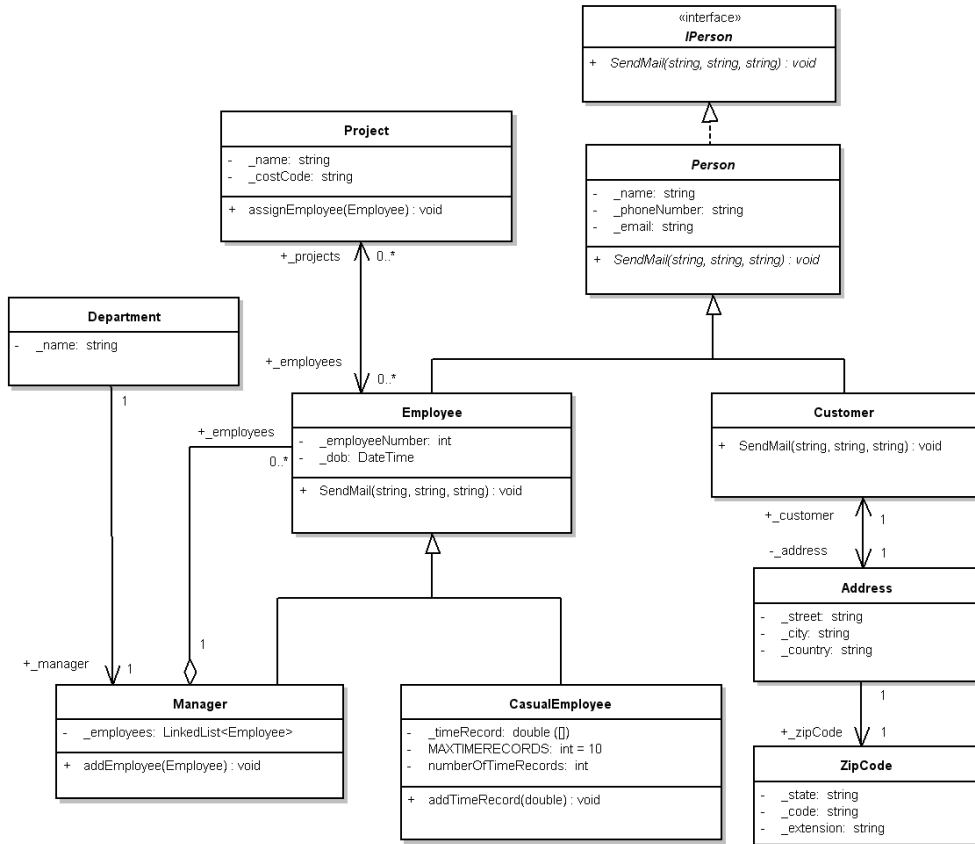 «interface»
IPerson
+ SendMail(string, string, string) : void
Project
- _name: string
- _costCode: string
+ assignEmployee(Employee) : void
Person
- _name: string
- _phoneNumber: string
- _email: string
+ SendMail(string, string, string) : void
+_projects 0..*
Department
- _name: string
+_employees 0..*
1
Employee
- _employeeNumber: int
- _dob: DateTime
+ SendMail(string, string, string) : void
+_employees
0..*
Customer
+ SendMail(string, string, string) : void
+_customer 1
-_address 1
Address
- _street: string
- _city: string
- _country: string
1
+_manager 1
1
Manager
- _employees: LinkedList<Employee>
+ addEmployee(Employee) : void
CasualEmployee
- _timeRecord: double ([])
- MAXTIMERECORDS: int = 10
- numberOfTimeRecords: int
+ addTimeRecord(double) : void
1
+_zipCode 1
ZipCode
- _state: string
- _code: string
- _extension: string